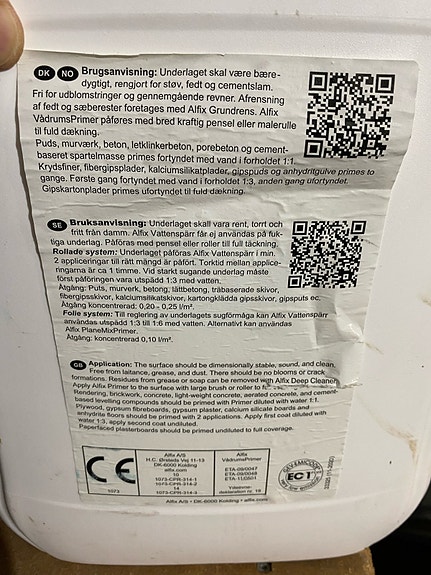 DK NO Brugsanvisning: Underlaget skal være bære-
dygtigt, rengjort for støv, fedt og cementslam.
Fri for udblomstringer og gennemgående revner. Afrensning
af fedt og sæberester foretages med Alfix Grundrens. Alfix
VådrumsPrimer påføres med bred kraftig pensel eller malerulle
til fuld dækning.
Puds, murværk, beton, letklinkerbeton, porebeton og cement-
baseret spartelmasse primes fortyndet med vand i forholdet 1:1.
Krydsfiner, fibergipsplader, kalciumsilikatplader, gipspuds og anhydritgulve primes to
gange. Første gang fortyndet med vand i forholdet 1:3, anden gang ufortyndet.
Gipskartonplader primes ufortyndet til fuld dækning.
SE Bruksanvisning: Underlaget skall vara rent, torrt och
fritt från damm. Alfix Vattenspärr får ej användas på fuk-
tiga underlag. Påföras med pensel eller roller till full täckning.
Rollade system: Underlaget påföras Alfix Vattenspärr i min.
2 applikationer till rätt mängd är påfört. Torktid mellan applice-
ringarna är ca 1 timme. Vid starkt sugande underlag måste
först påföringen vara utspädd 1:3 med vatten.
Åtgång: Puts, murverk, betong, lättbetong, träbaserade skivor,
fibergipsskivor, kalciumsilikatskivor, kartongklädda gipsskivor, gipsputs ec.
Åtgång koncentrerad: 0,20 – 0,25 l/m².
Folie system: Till reglering av underlagets sugförmåga kan Alfix Vattenspärr
användas utspädd 1:3 till 1:6 med vatten. Alternativt kan användas
Alfix PlaneMixPrimer.
Åtgång: koncentrerad 0,10 l/m².
GB Application: The surface should be dimensionally stable, sound, and clean.
Free from laitance, grease, and dust. There should be no blooms or crack
formations. Residues from grease or soap can be removed with Alfix Deep Cleaner.
Apply Alfix Primer to the surface with large brush or roller to
Rendering, brickwork, concrete, light-weight concrete, aerated concrete, and cement-
based levelling compounds should be primed with Primer diluted with water 1:1.
Plywood, gypsum fibreboards, gypsum plaster, calcium silicate boards and
anhydrite floors should be primed with 2 applications. Apply first coat diluted with
water 1:3, apply second coat undiluted.
Paperfaced plasterboards should be primed undiluted to full coverage.
CE
1073
Alfix A/S
H.C. Ørsteds Vej 11-13
DK-6000 Kolding
alfix.com
10
1073-CPR-314-1
1073-CPR-314-2
14
1073-CPR-314-3
Alfix
VådrumsPrimer
ETA-09/0047
ETA-09/0048
ETA-11/0501
Ydeevne-
deklaration nr. 18
GEV-EMICODE
EC 1
Alfix A/S • DK-6000 Kolding • alfix.com